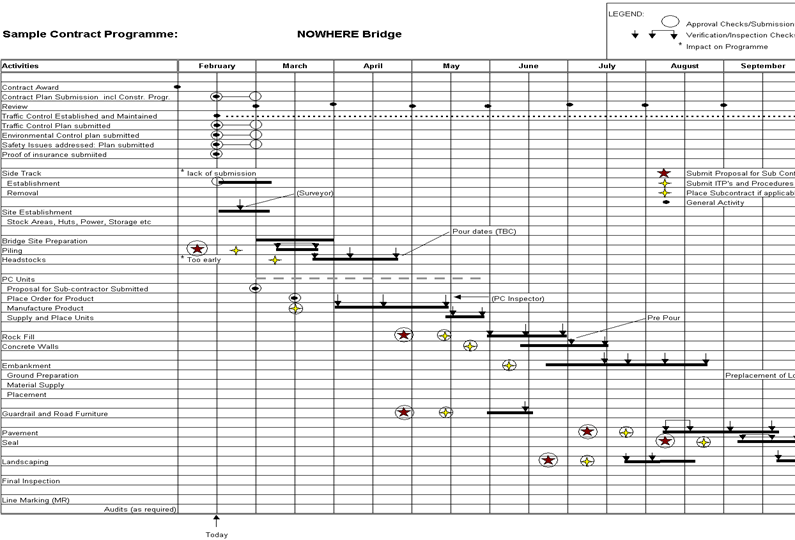 LEGEND:
Approval Checks/Submission
Sample Contract Programme:
NOWHERE Bridge
Verification/Inspection Check
* Impact on Programme
Activities
February
March
April
May
June
July
August
September
Contract Award
Contract Plan Submission incl Constr. Progr.
Review
Traffic Control Established and Maintained
Traffic Control Plan submitted
Environmental Control plan submitted
Safety Issues addressed: Plan submitted
Proof of insurance submiited
Side Track
* lack of submission
Submit Proposal for Sub Cont
Establishment
Submit ITP's and Procedures
Removal
(Surveyor)
Place Subcontract if applicab
General Activity
Site Establishment
Stock Areas, Huts, Power, Storage etc
Pour dates (TBC)
Bridge Site Preparation
Piling
Headstocks
* Too early
PC Units
Proposal for Sub-contractor Submitted
Place Order for Product
(PC Inspector)
Manufacture Product
Supply and Place Units
Pre Pour
Rock Fill
Concrete Walls
Embankment
Ground Preparation
Preplacement of Lo
Material Supply
Placement
Guardrail and Road Furniture
Pavement
Seal
Landscaping
Final Inspection
Line Marking (MR)
Audits (as required)
Today